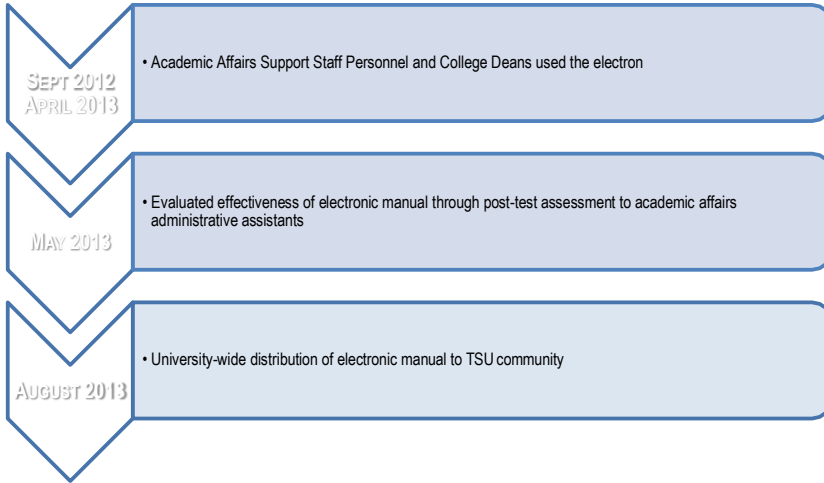 SEPT 2012
APRIL 2013
• Academic Affairs Support Staff Personnel and College Deans used the electron
MAY 2013
• Evaluated effectiveness of electronic manual through post-test assessment to academic affairs
administrative assistants
AUGUST 2013
• University-wide distribution of electronic manual to TSU community